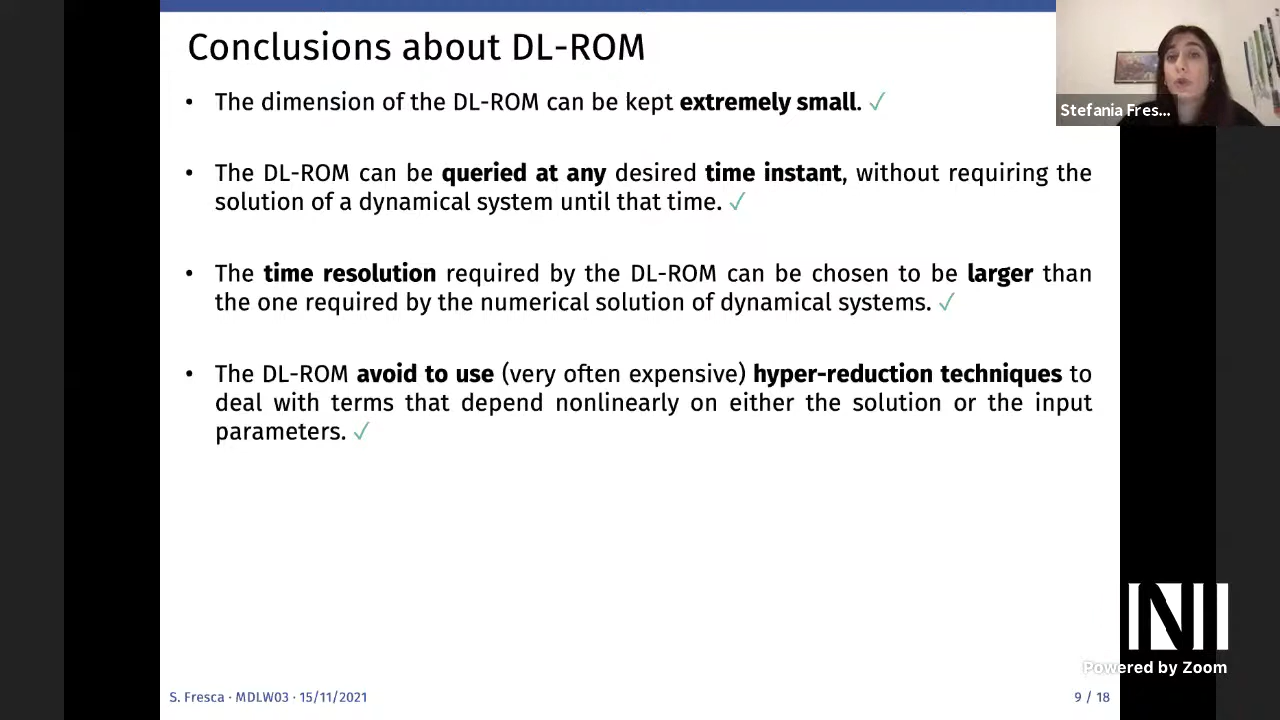 Conclusions about DL-ROM
Stefania Fres...
• The dimension of the DL-ROM can be kept extremely small. ✓
• The DL-ROM can be queried at any desired time instant, without requiring the
solution of a dynamical system until that time. ✓
• The time resolution required by the DL-ROM can be chosen to be larger than
the one required by the numerical solution of dynamical systems. ✓
• The DL-ROM avoid to use (very often expensive) hyper-reduction techniques to
deal with terms that depend nonlinearly on either the solution or the input
parameters. ✓
NI
Powered by Zoom
S. Fresca · MDLW03 · 15/11/2021
9 / 18